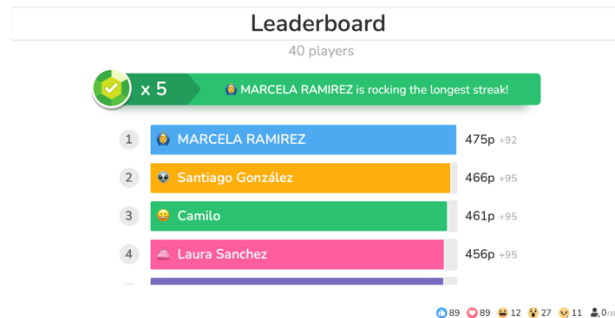 Leaderboard
40 players
x 5 MARCELA RAMIREZ is rocking the longest streak!
1 MARCELA RAMIREZ 475p +92
2 Santiago González 466p +95
3 Camilo 461p +95
4 Laura Sanchez 456p +95
89 89 12 27 11 0